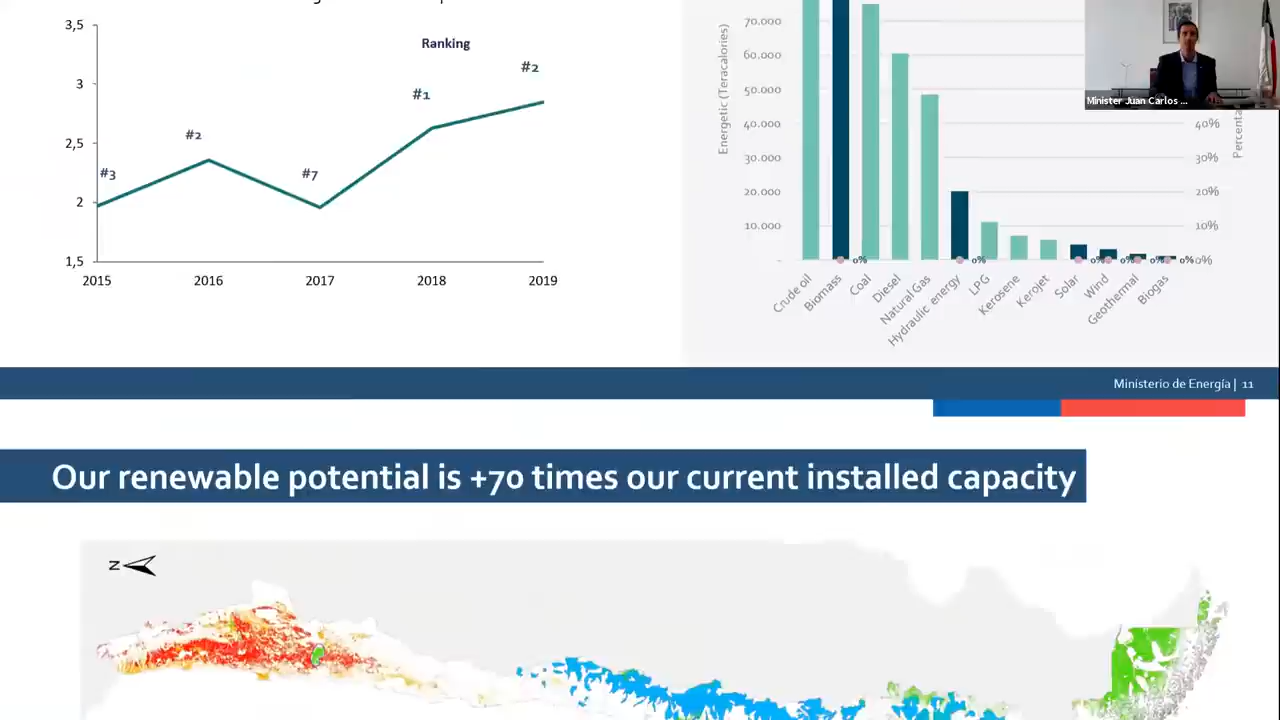 3,5
Ranking
#2
3
#1
2,5
#2
#3
#7
2
1,5
2015 2016 2017 2018 2019
Energetic (Teracalories)
70.000
60.000
50.000
40.000
30.000
20.000
10.000
-
0% 0% 0% 0% 0% 0%
40%
30%
20%
10%
0%
Crude oil
Biomass
Coal
Diesel
Natural Gas
Hydraulic energy
LPG
Kerosene
Kerojet
Solar
Wind
Geothermal
Biogas
Minister Juan Carlos ...
Ministerio de Energía | 11
Our renewable potential is +70 times our current installed capacity
N